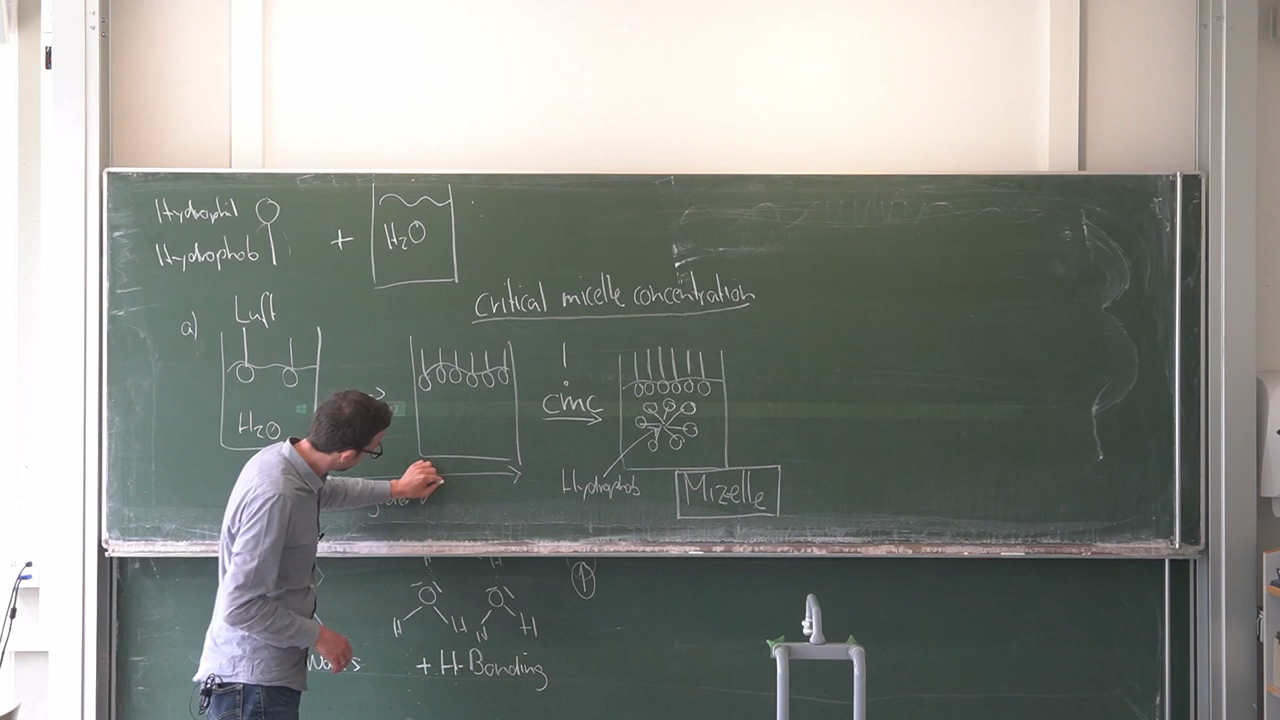 Hydrophil
Hydrophob
+
H₂O
critical micelle concentration
a)
Luft
H₂O
!
cmc
Hydrophob
Mizelle
H H
H H
+ H-Bonding